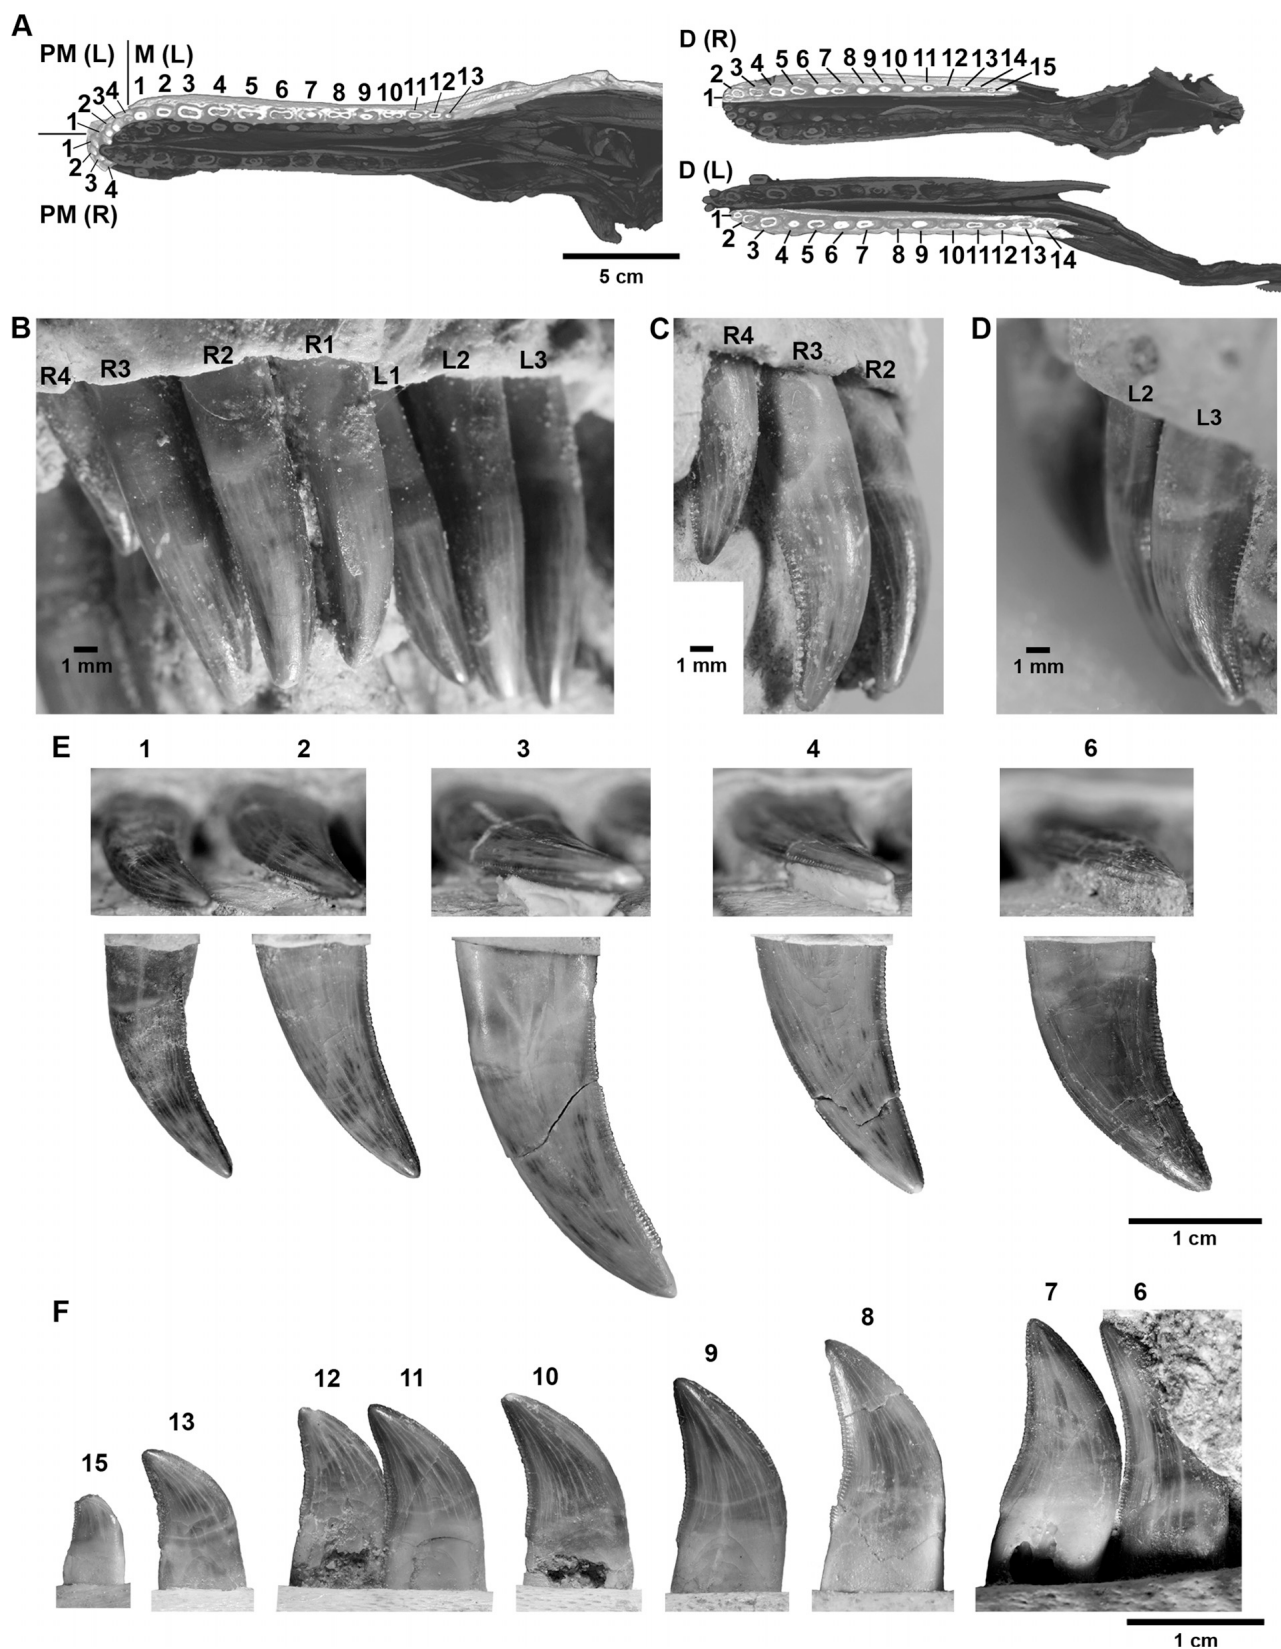 A
PM (L) M (L)
1 2 3 4 1 2 3 4 5 6 7 8 9 10 11 12 13
1 2 3 4
PM (R)
5 cm
D (R)
1 2 3 4 5 6 7 8 9 10 11 12 13 14 15
D (L)
1 2 3 4 5 6 7 8 9 10 11 12 13 14
B
R4 R3 R2 R1 L1 L2 L3
1 mm
C
R4 R3 R2
1 mm
D
L2 L3
1 mm
E 1 2 3 4 6
1 cm
F
15 13 12 11 10 9 8 7 6
1 cm